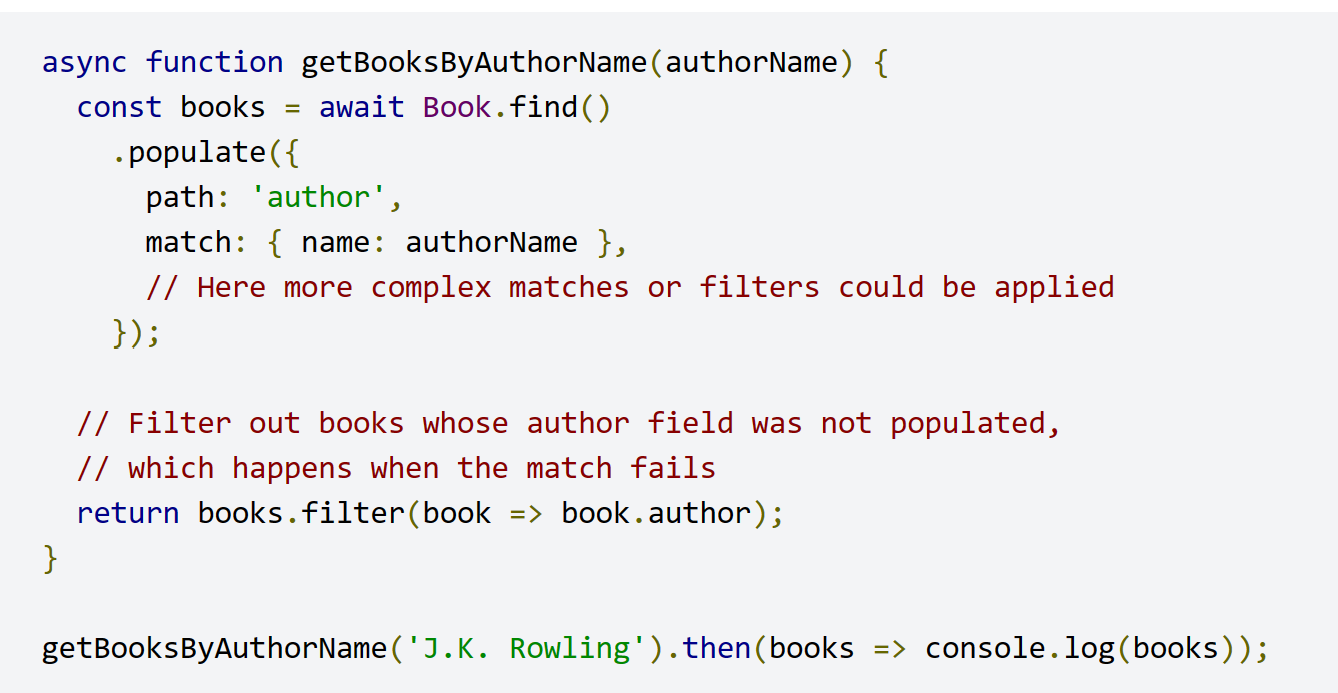 async function getBooksByAuthorName(authorName) {
  const books = await Book.find()
    .populate({
      path: 'author',
      match: { name: authorName },
      // Here more complex matches or filters could be applied
    });

  // Filter out books whose author field was not populated,
  // which happens when the match fails
  return books.filter(book => book.author);
}

getBooksByAuthorName('J.K. Rowling').then(books => console.log(books));